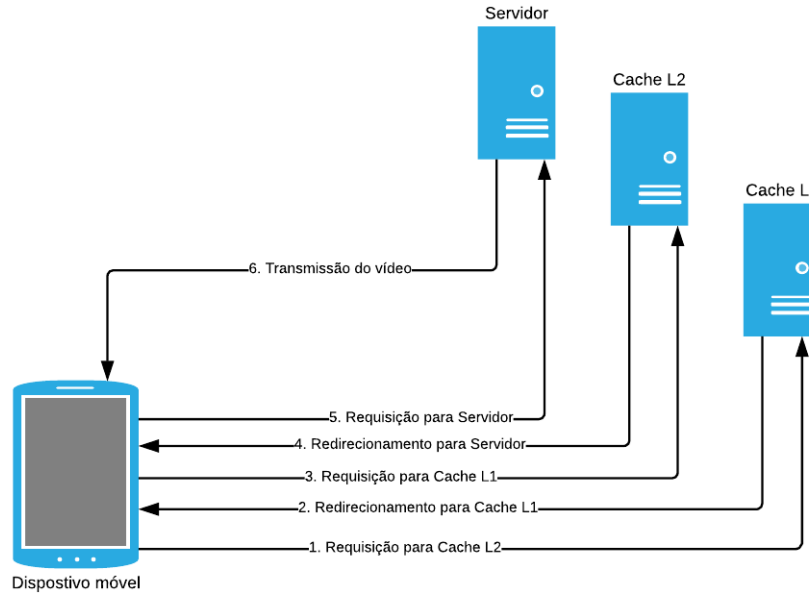 Servidor
Cache L2
Cache L
6. Transmissão do vídeo
5. Requisição para Servidor
4. Redirecionamento para Servidor
3. Requisição para Cache L1
2. Redirecionamento para Cache L1
1. Requisição para Cache L2
Dispostivo móvel